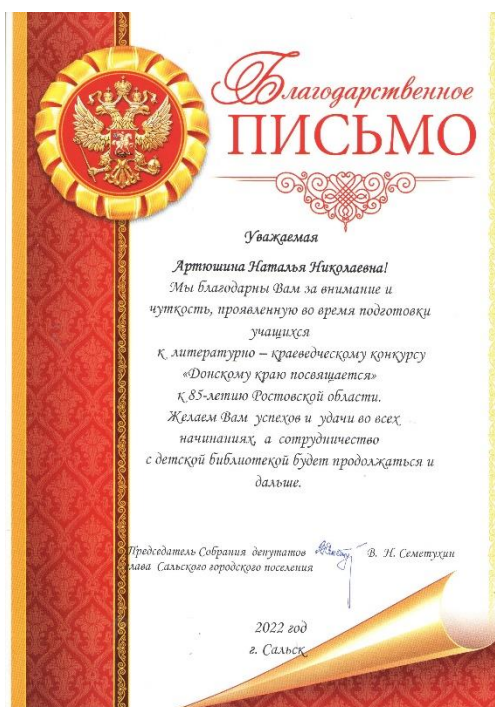 Благодарственное
ПИСЬМО
Уважаемая
Артюшина Наталья Николаевна!
Мы благодарны Вам за внимание и
чуткость, проявленную во время подготовки
учащихся
к литературно – краеведческому конкурсу
«Донскому краю посвящается»
к 85-летию Ростовской области.
Желаем Вам успехов и удачи во всех
начинаниях, а сотрудничество
с детской библиотекой будет продолжаться и
дальше.
Председатель Собрания депутатов В. Н. Семетухин
глава Сальского городского поселения
2022 год
г. Сальск